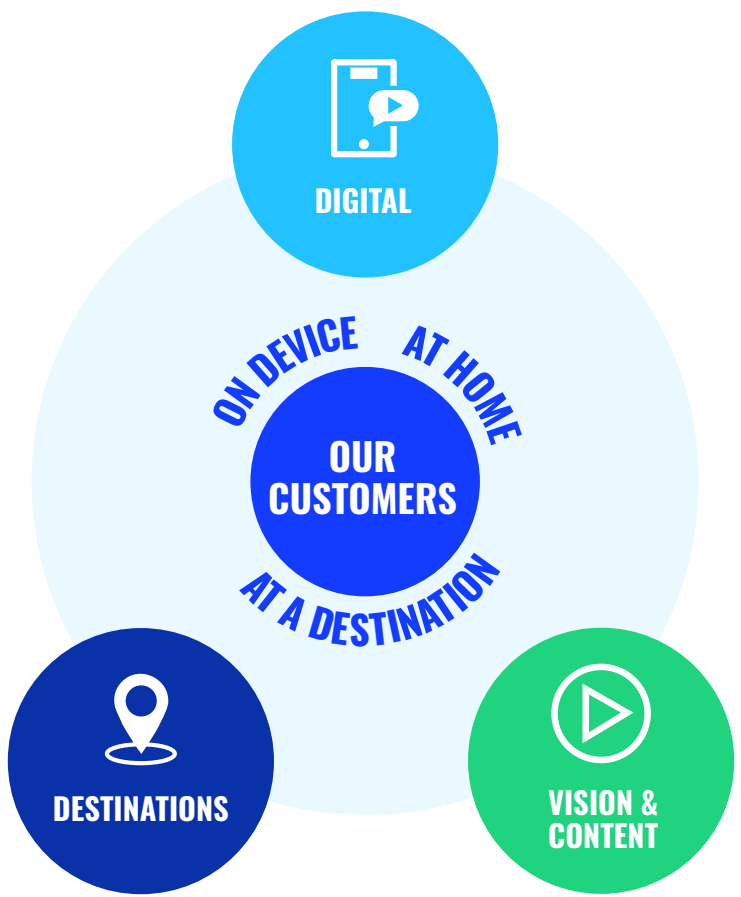 DIGITAL
ON DEVICE
AT HOME
OUR
CUSTOMERS
AT A DESTINATION
DESTINATIONS
VISION &
CONTENT